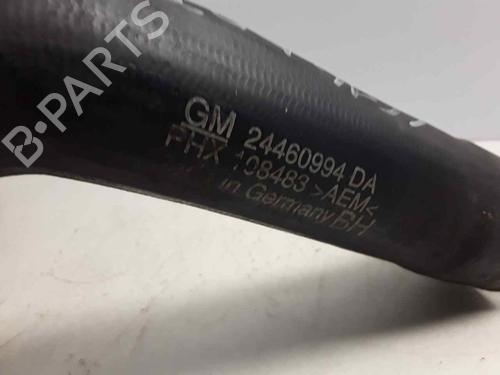 B-Parts
GM 24460994 DA
PHX 108483 >AEM<
in Germany BH